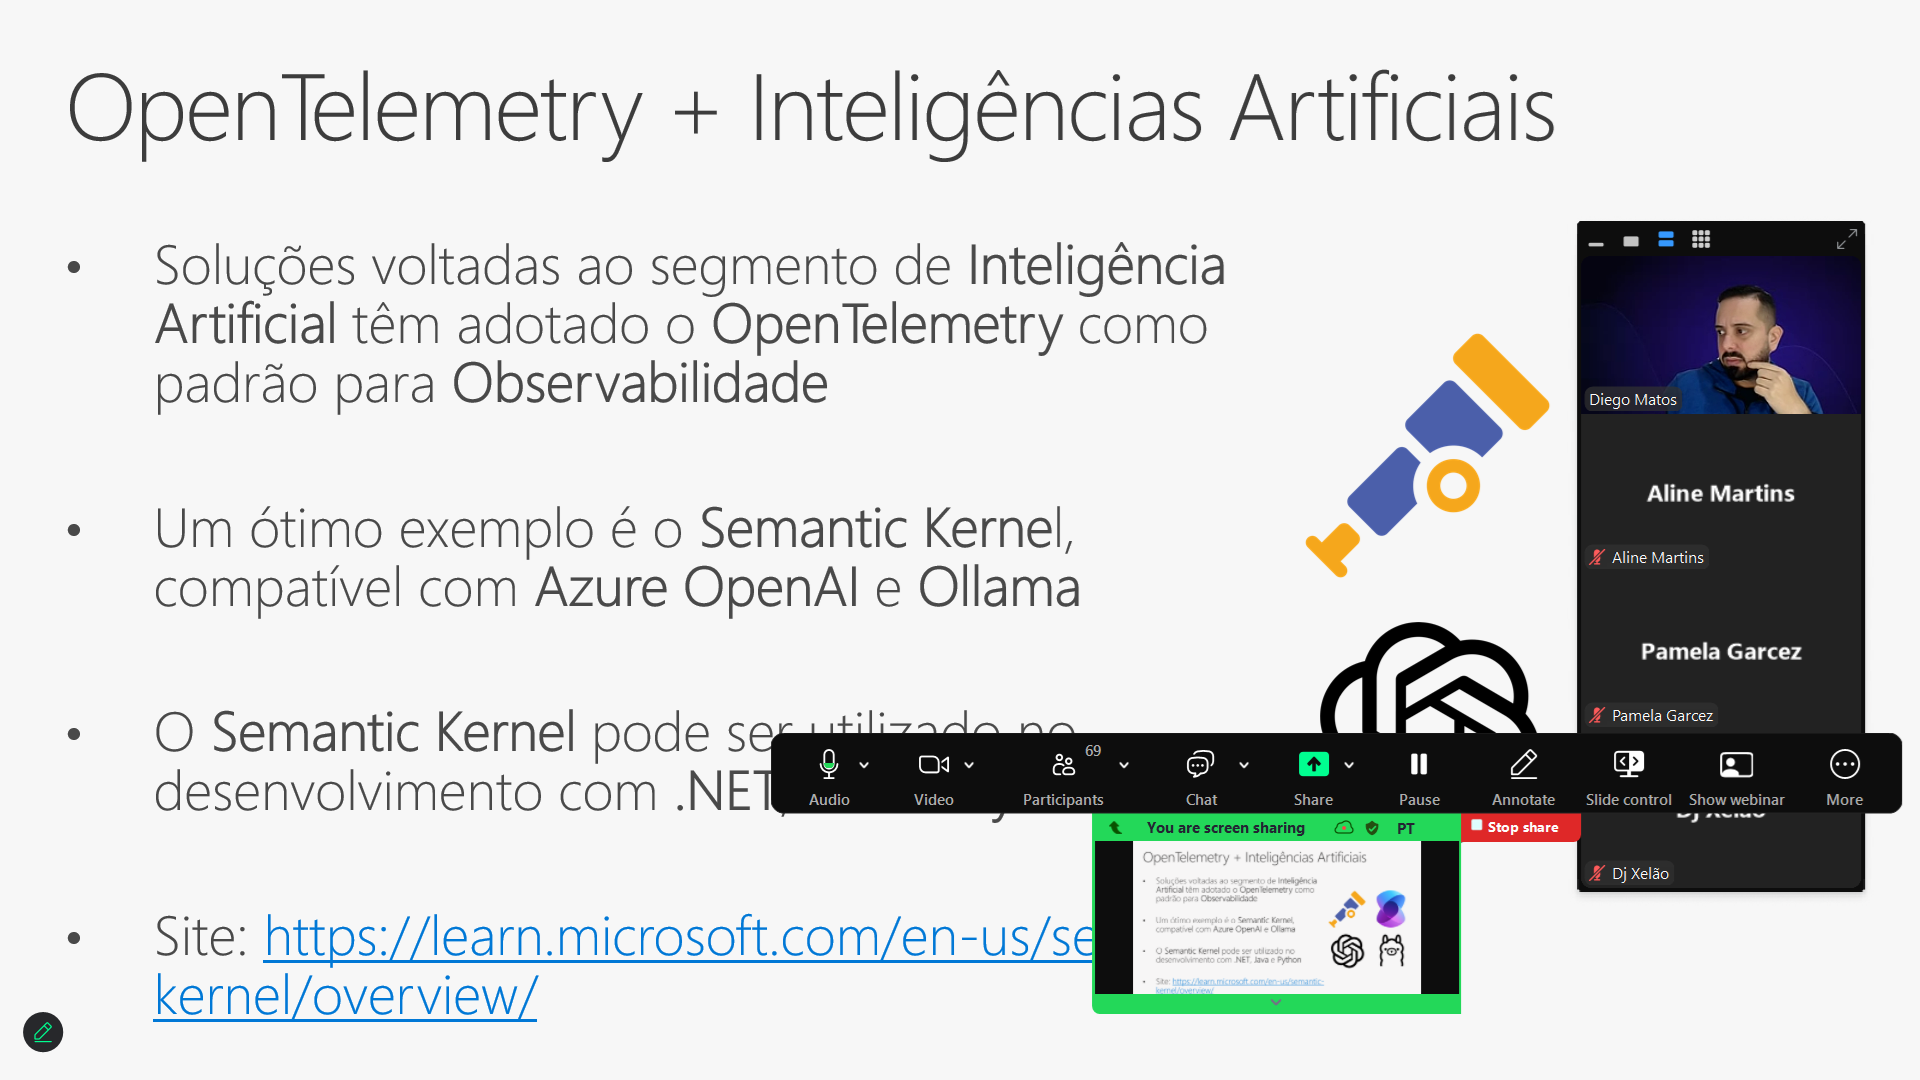 OpenTelemetry + Inteligências Artificiais
• Soluções voltadas ao segmento de Inteligência
Artificial têm adotado o OpenTelemetry como
padrão para Observabilidade
• Um ótimo exemplo é o Semantic Kernel,
compatível com Azure OpenAI e Ollama
• O Semantic Kernel pode ser utilizado no
desenvolvimento com .NET,
• Site: https://learn.microsoft.com/en-us/se
kernel/overview/
Diego Matos
Aline Martins
Aline Martins
Pamela Garcez
Pamela Garcez
Dj Xelão
Dj Xelão
69
Audio
Video
Participants
Chat
Share
Pause
Annotate
Slide control
Show webinar
More
You are screen sharing
PT
Stop share
OpenTelemetry + Inteligências Artificiais
• Soluções voltadas ao segmento de Inteligência
Artificial têm adotado o OpenTelemetry como
padrão para Observabilidade
• Um ótimo exemplo é o Semantic Kernel,
compatível com Azure OpenAI e Ollama
• O Semantic Kernel pode ser utilizado no
desenvolvimento com .NET, Java e Python
• Site: https://learn.microsoft.com/en-us/semantic-
kernel/overview/